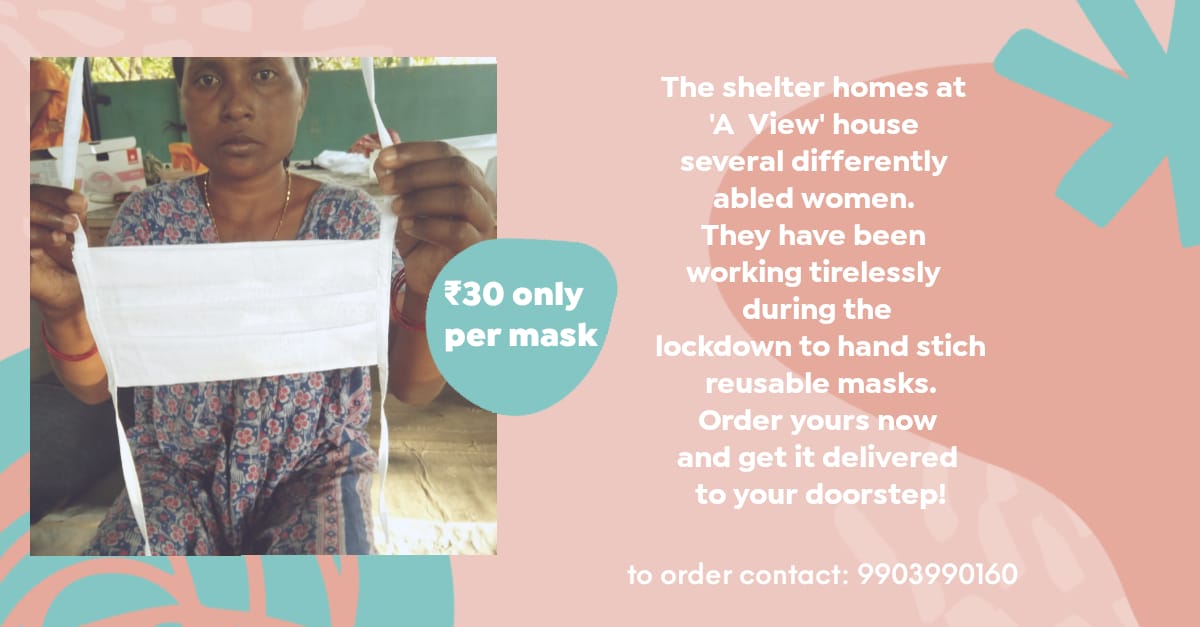 ₹30 only
per mask
The shelter homes at
'A View' house
several differently
abled women.
They have been
working tirelessly
during the
lockdown to hand stich
reusable masks.
Order yours now
and get it delivered
to your doorstep!
to order contact: 9903990160